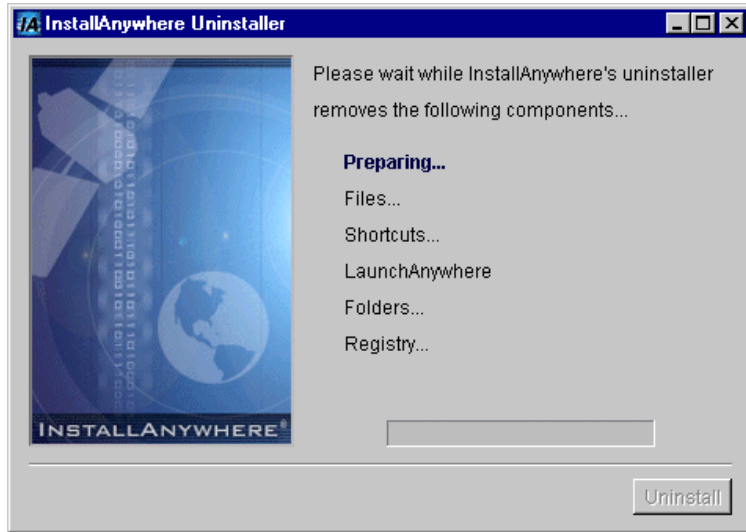 IA InstallAnywhere Uninstaller
Please wait while InstallAnywhere's uninstaller
removes the following components...
Preparing...
Files...
Shortcuts...
LaunchAnywhere
Folders...
Registry...
INSTALLANYWHERE®
Uninstall